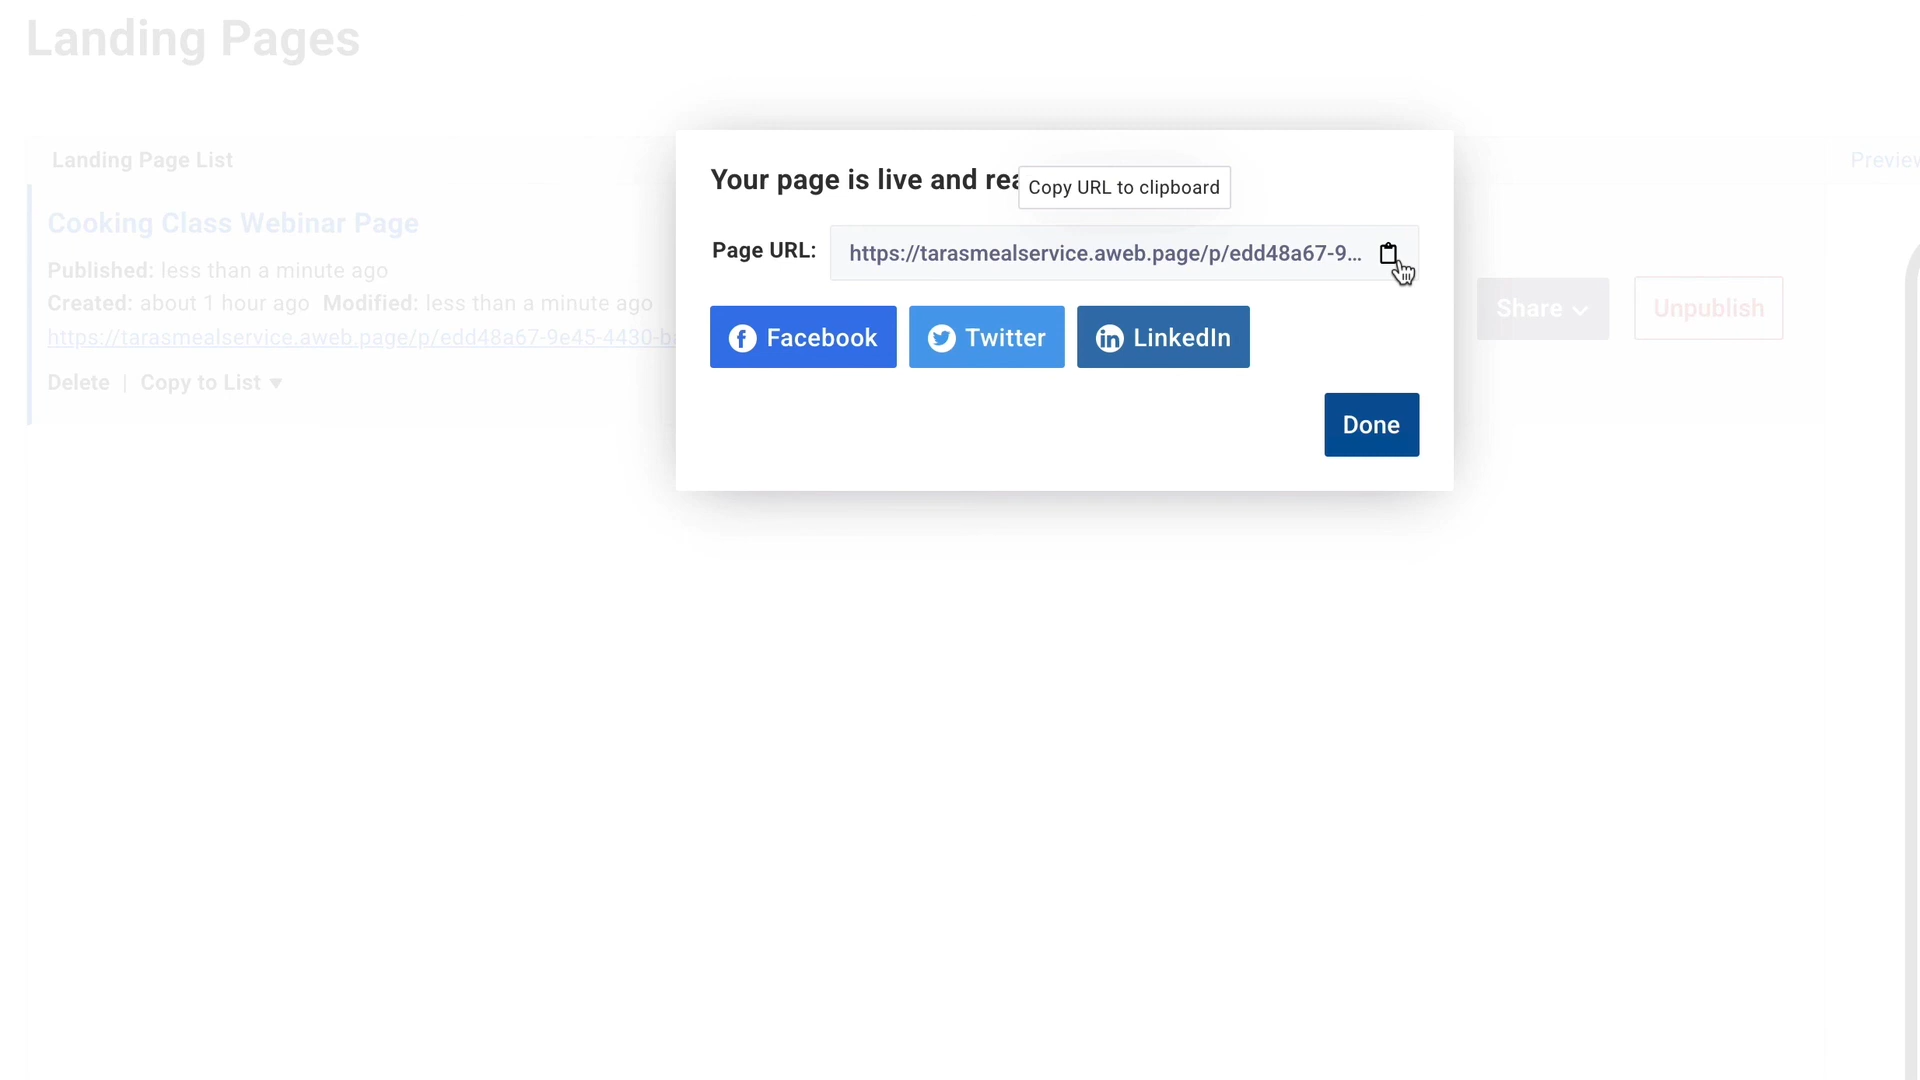 Landing Pages
Landing Page List
Preview
Cooking Class Webinar Page
Published: less than a minute ago
Created: about 1 hour ago Modified: less than a minute ago
https://tarasmealservice.aweb.page/p/edd48a67-9e45-4430-b
Delete | Copy to List ▼
Your page is live and rea
Copy URL to clipboard
Page URL:
https://tarasmealservice.aweb.page/p/edd48a67-9...
Facebook
Twitter
LinkedIn
Done
Share
Unpublish